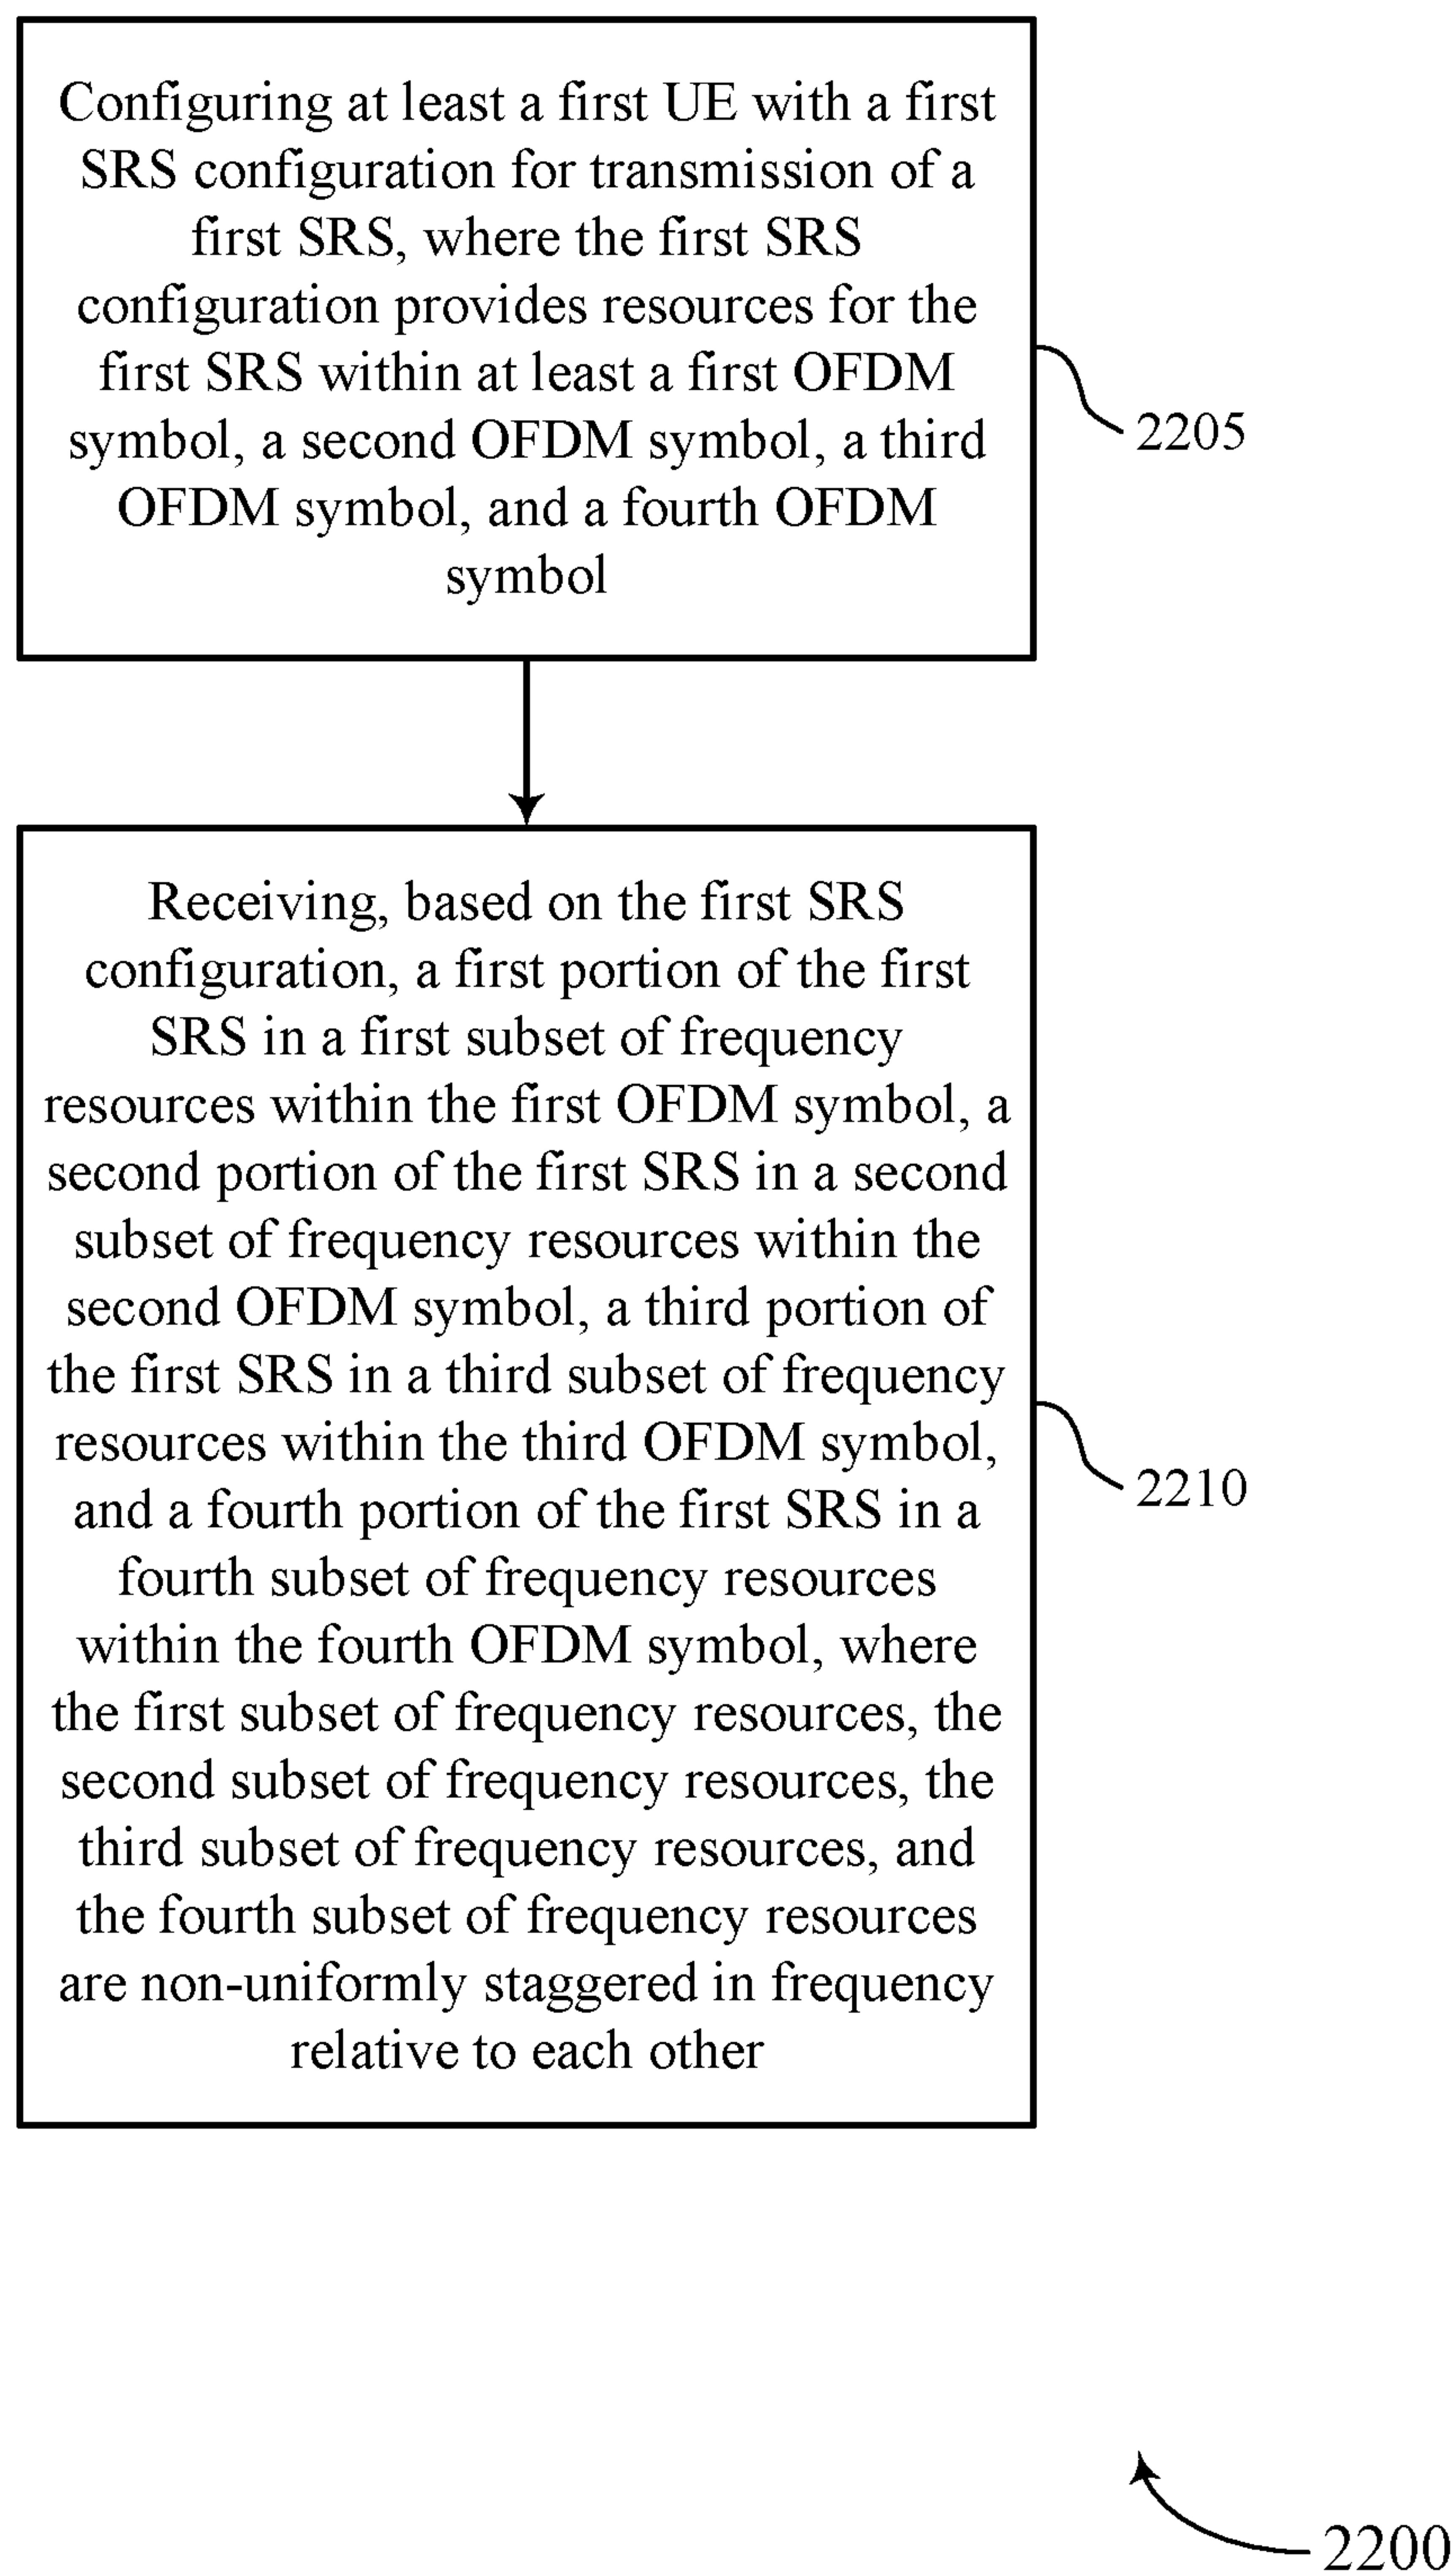 Configuring at least a first UE with a first
SRS configuration for transmission of a
first SRS, where the first SRS
configuration provides resources for the
first SRS within at least a first OFDM
symbol, a second OFDM symbol, a third
OFDM symbol, and a fourth OFDM
symbol
2205
Receiving, based on the first SRS
configuration, a first portion of the first
SRS in a first subset of frequency
resources within the first OFDM symbol, a
second portion of the first SRS in a second
subset of frequency resources within the
second OFDM symbol, a third portion of
the first SRS in a third subset of frequency
resources within the third OFDM symbol,
and a fourth portion of the first SRS in a
fourth subset of frequency resources
within the fourth OFDM symbol, where
the first subset of frequency resources, the
second subset of frequency resources, the
third subset of frequency resources, and
the fourth subset of frequency resources
are non-uniformly staggered in frequency
relative to each other
2210
2200